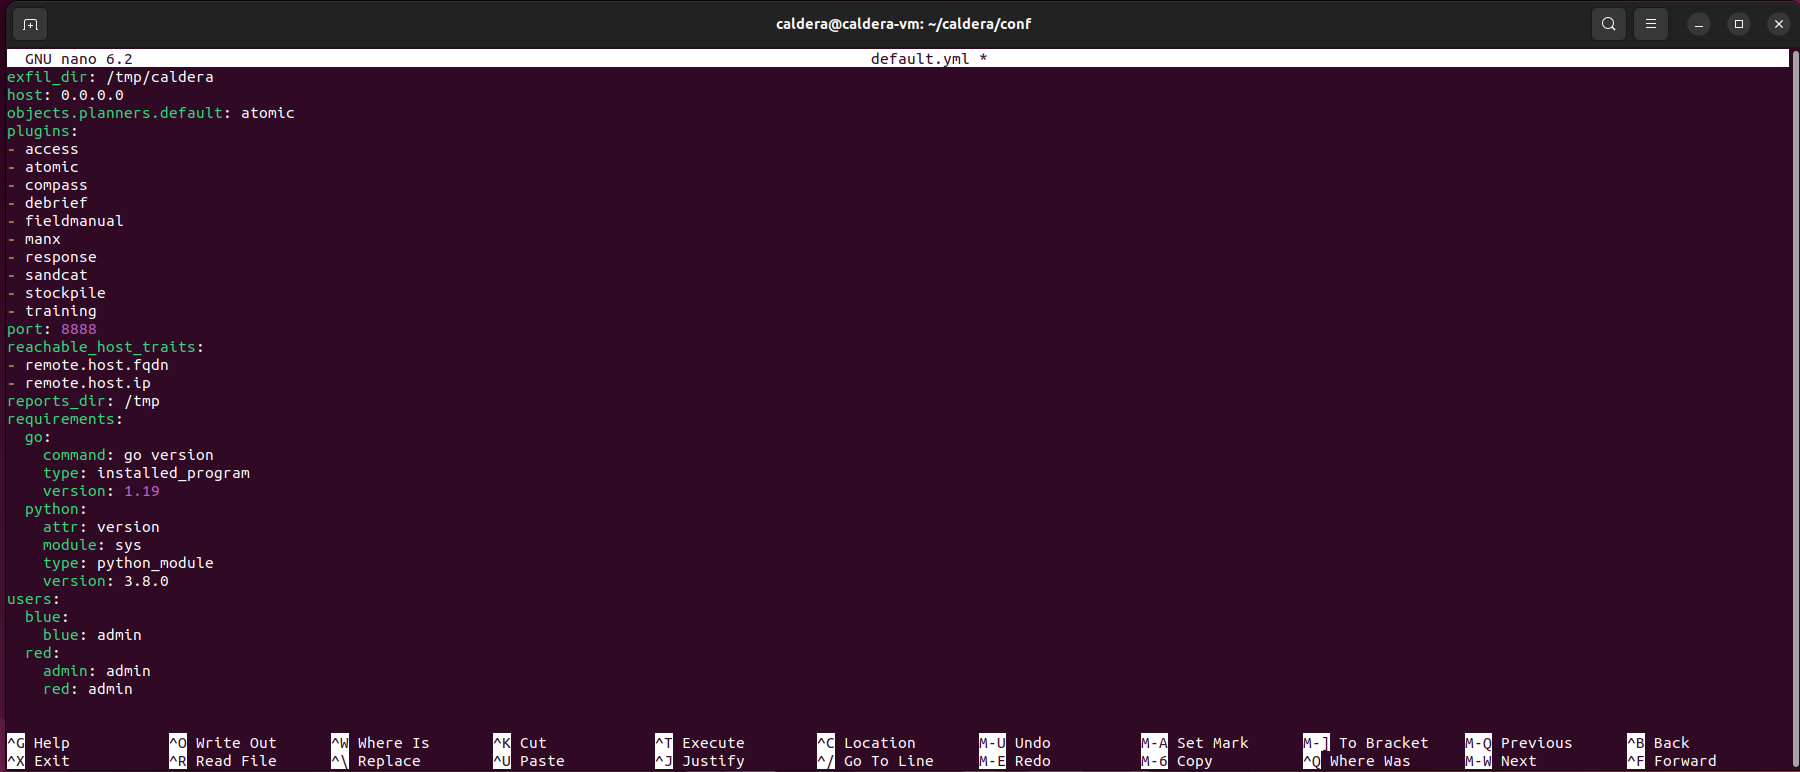 caldera@caldera-vm: ~/caldera/conf
GNU nano 6.2 default.yml *
exfil_dir: /tmp/caldera
host: 0.0.0.0
objects.planners.default: atomic
plugins:
- access
- atomic
- compass
- debrief
- fieldmanual
- manx
- response
- sandcat
- stockpile
- training
port: 8888
reachable_host_traits:
- remote.host.fqdn
- remote.host.ip
reports_dir: /tmp
requirements:
  go:
    command: go version
    type: installed_program
    version: 1.19
  python:
    attr: version
    module: sys
    type: python_module
    version: 3.8.0
users:
  blue:
    blue: admin
  red:
    admin: admin
    red: admin
^G Help ^O Write Out ^W Where Is ^K Cut ^T Execute ^C Location M-U Undo M-A Set Mark M-] To Bracket M-Q Previous ^B Back
^X Exit ^R Read File ^\ Replace ^U Paste ^J Justify ^/ Go To Line M-E Redo M-6 Copy ^Q Where Was M-W Next ^F Forward